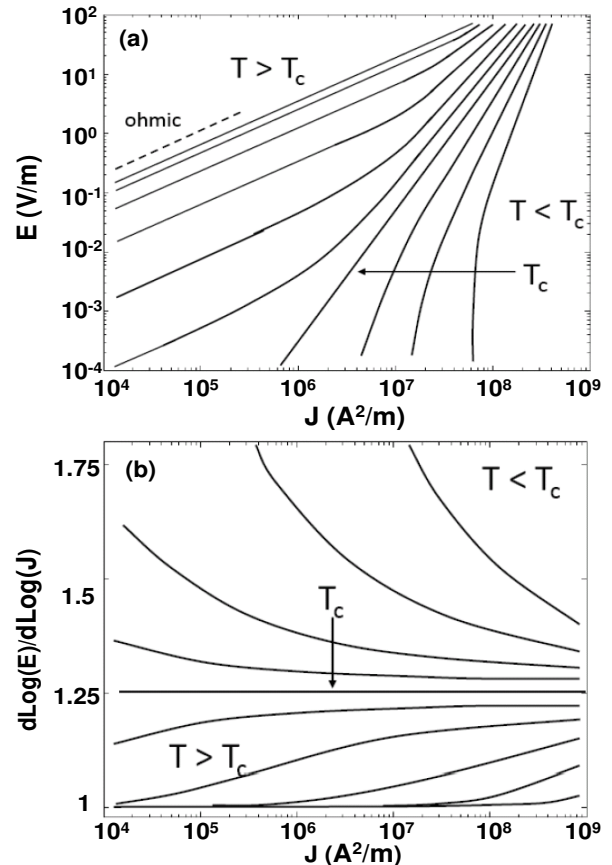 (a)
T > Tc
ohmic
T < Tc
Tc
E (V/m)
10²
10¹
10⁰
10⁻¹
10⁻²
10⁻³
10⁻⁴
10⁴ 10⁵ 10⁶ 10⁷ 10⁸ 10⁹
J (A²/m)
(b)
T < Tc
Tc
T > Tc
dLog(E)/dLog(J)
1.75
1.5
1.25
1
10⁴ 10⁵ 10⁶ 10⁷ 10⁸ 10⁹
J (A²/m)